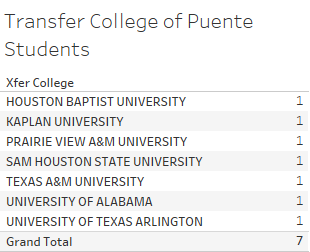 Transfer College of Puente
Students
Xfer College
HOUSTON BAPTIST UNIVERSITY 1
KAPLAN UNIVERSITY 1
PRAIRIE VIEW A&M UNIVERSITY 1
SAM HOUSTON STATE UNIVERSITY 1
TEXAS A&M UNIVERSITY 1
UNIVERSITY OF ALABAMA 1
UNIVERSITY OF TEXAS ARLINGTON 1
Grand Total 7